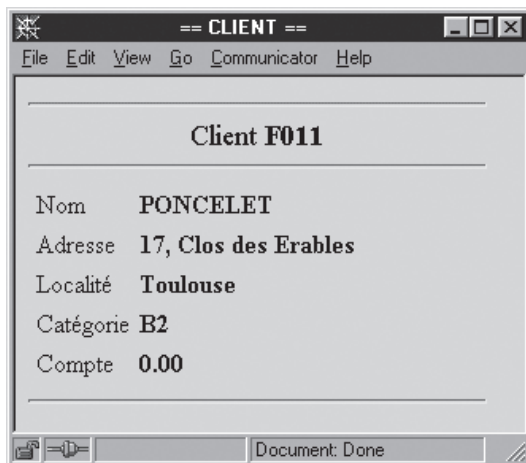 == CLIENT ==
File Edit View Go Communicator Help
Client F011
Nom PONCELET
Adresse 17, Clos des Erables
Localité Toulouse
Catégorie B2
Compte 0.00
Document: Done